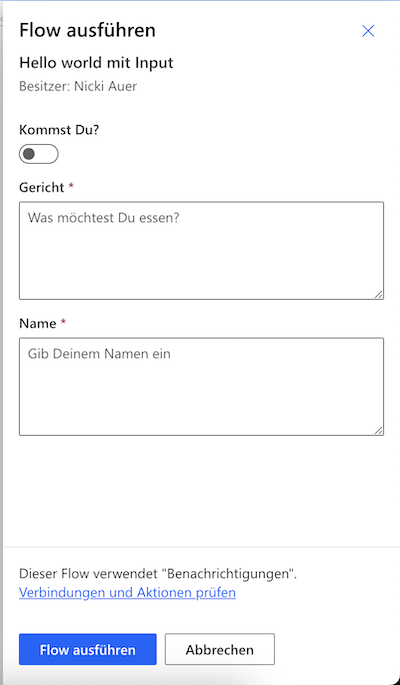 Flow ausführen
Hello world mit Input
Besitzer: Nicki Auer
Kommst Du?
Gericht *
Was möchtest Du essen?
Name *
Gib Deinem Namen ein
Dieser Flow verwendet "Benachrichtigungen".
Verbindungen und Aktionen prüfen
Flow ausführen
Abbrechen